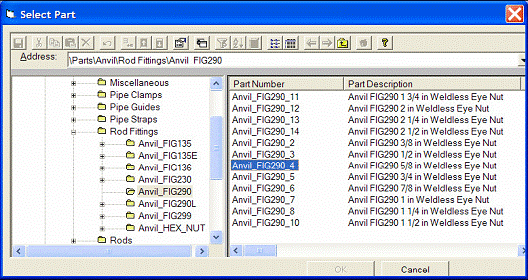 Select Part
Address:
\Parts\Anvil\Rod Fittings\Anvil_FIG290
Miscellaneous
Pipe Clamps
Pipe Guides
Pipe Straps
Rod Fittings
Anvil_FIG135
Anvil_FIG135E
Anvil_FIG136
Anvil_FIG230
Anvil_FIG290
Anvil_FIG290L
Anvil_FIG299
Anvil_HEX_NUT
Rods
Part Number Part Description
Anvil_FIG290_11 Anvil FIG290 1 3/4 in Weldless Eye Nut
Anvil_FIG290_12 Anvil FIG290 2 in Weldless Eye Nut
Anvil_FIG290_13 Anvil FIG290 2 1/4 in Weldless Eye Nut
Anvil_FIG290_14 Anvil FIG290 2 1/2 in Weldless Eye Nut
Anvil_FIG290_2 Anvil FIG290 3/8 in Weldless Eye Nut
Anvil_FIG290_3 Anvil FIG290 1/2 in Weldless Eye Nut
Anvil_FIG290_4 Anvil FIG290 5/8 in Weldless Eye Nut
Anvil_FIG290_5 Anvil FIG290 3/4 in Weldless Eye Nut
Anvil_FIG290_6 Anvil FIG290 7/8 in Weldless Eye Nut
Anvil_FIG290_7 Anvil FIG290 1 in Weldless Eye Nut
Anvil_FIG290_8 Anvil FIG290 1 1/4 in Weldless Eye Nut
Anvil_FIG290_10 Anvil FIG290 1 1/2 in Weldless Eye Nut
OK Cancel